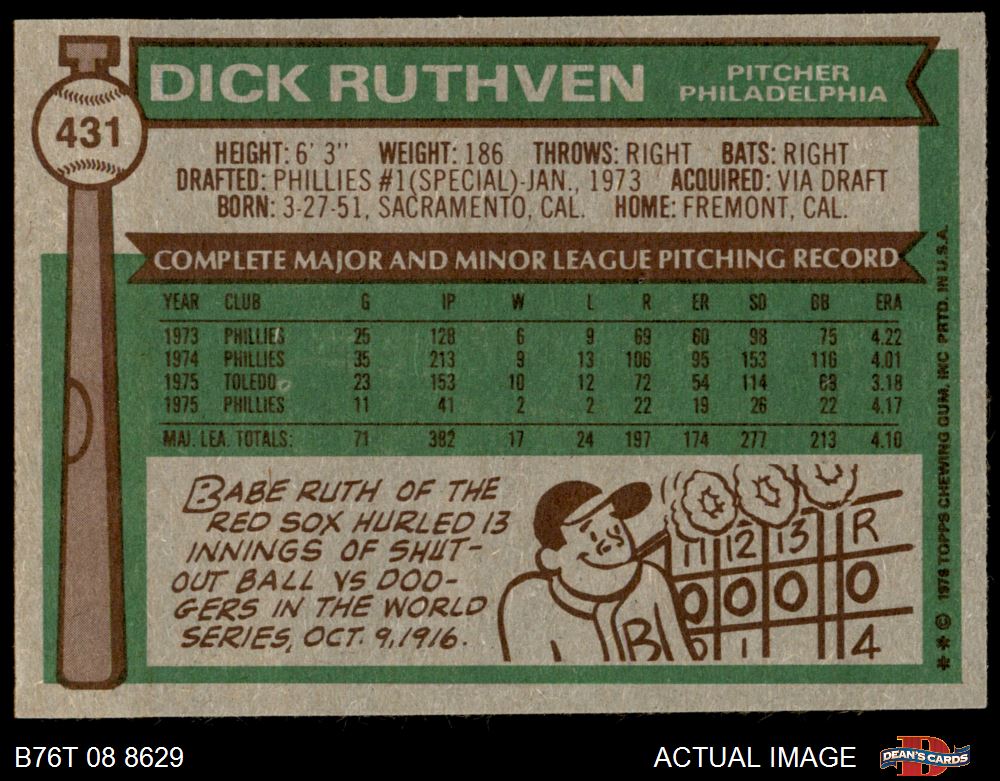 DICK RUTHVEN
PITCHER
PHILADELPHIA
431
HEIGHT: 6' 3" WEIGHT: 186 THROWS: RIGHT BATS: RIGHT
DRAFTED: PHILLIES #1(SPECIAL)-JAN., 1973 ACQUIRED: VIA DRAFT
BORN: 3-27-51, SACRAMENTO, CAL. HOME: FREMONT, CAL.
COMPLETE MAJOR AND MINOR LEAGUE PITCHING RECORD
YEAR CLUB G IP W L R ER SO BB ERA
1973 PHILLIES 25 128 6 9 69 60 98 75 4.22
1974 PHILLIES 35 213 9 13 106 95 153 116 4.01
1975 TOLEDO 23 153 10 12 72 54 114 63 3.18
1975 PHILLIES 11 41 2 2 22 19 26 22 4.17
MAJ. LEA. TOTALS: 71 382 17 24 197 174 277 213 4.10
BABE RUTH OF THE
RED SOX HURLED 13
INNINGS OF SHUT-
OUT BALL VS DOD-
GERS IN THE WORLD
SERIES, OCT. 9, 1916.
11 12 13 R
0 0 0 0
0 1 4
B
** © 1976 TOPPS CHEWING GUM, INC PRTD. IN U.S.A.
B76T 08 8629
ACTUAL IMAGE
DEAN'S CARDS